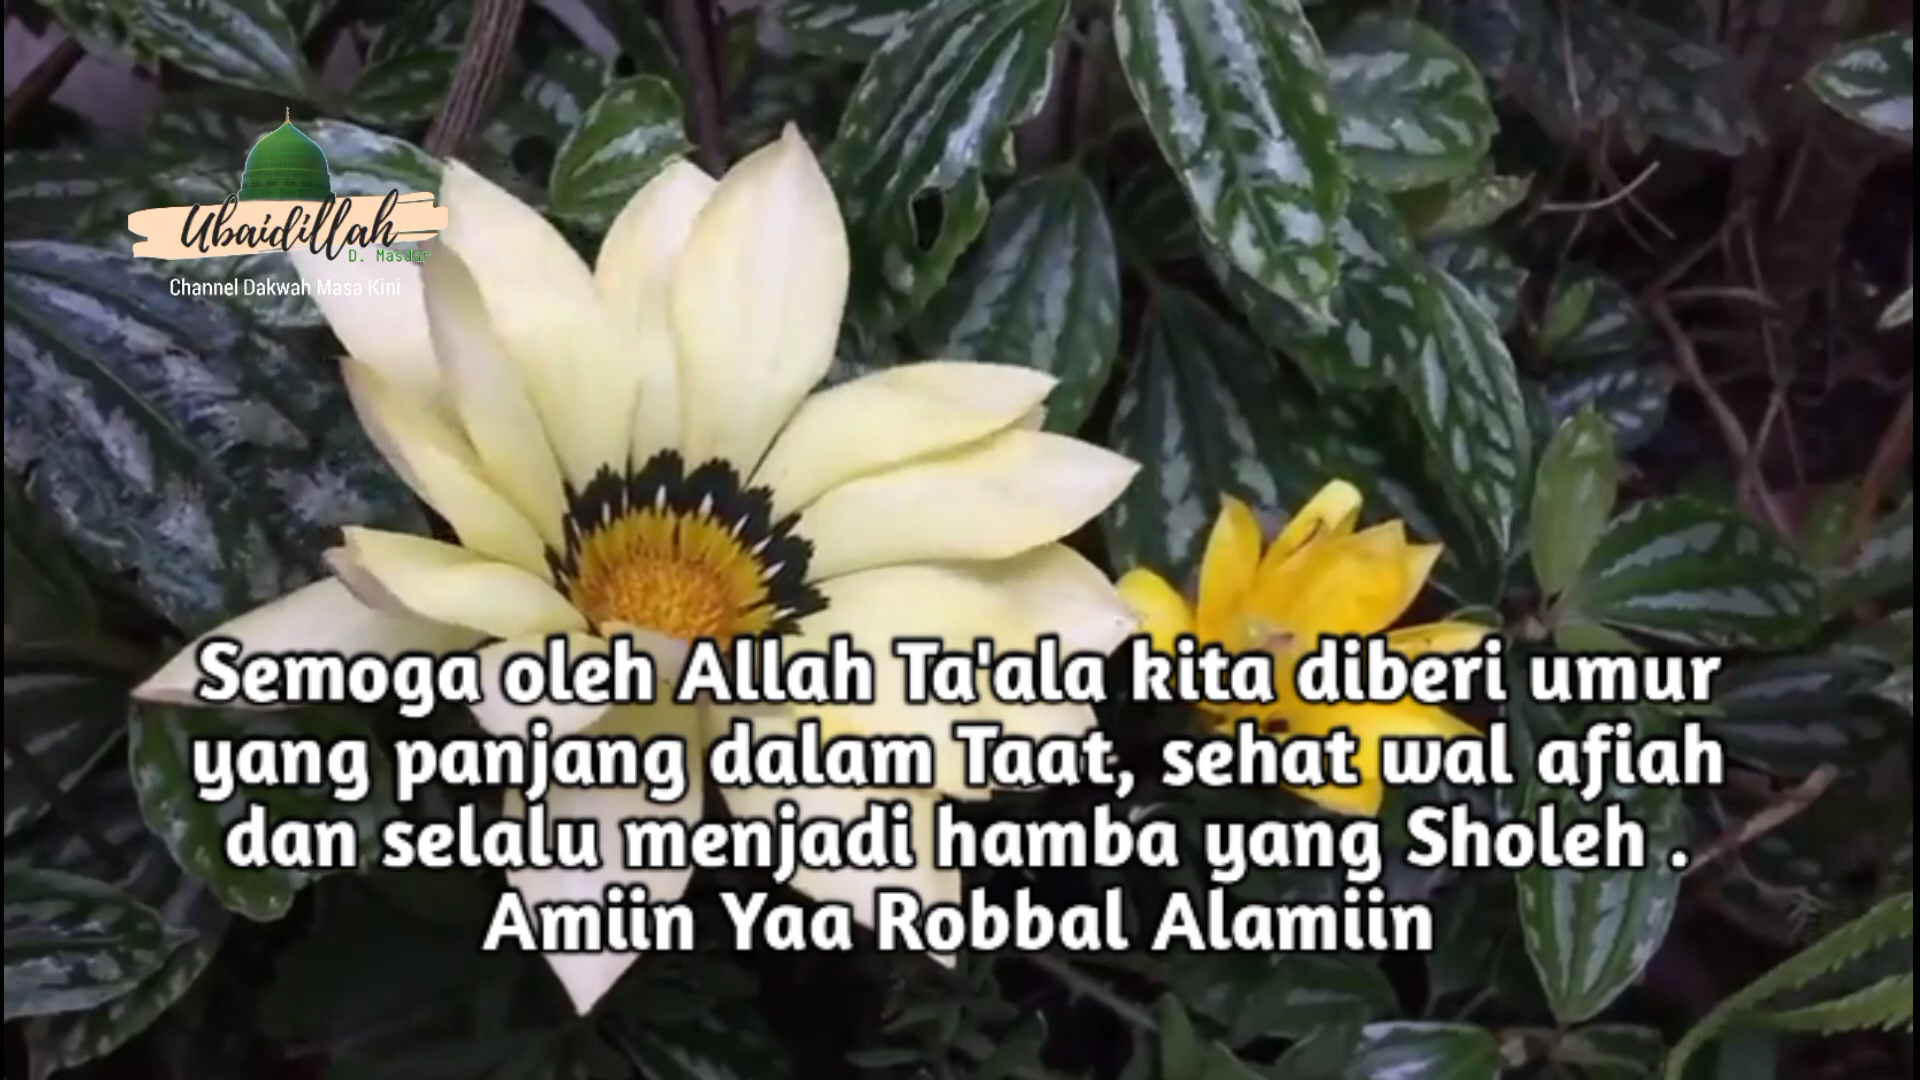 Ubaidillah
D. Masdar
Channel Dakwah Masa Kini
Semoga oleh Allah Ta'ala kita diberi umur
yang panjang dalam Taat, sehat wal afiah
dan selalu menjadi hamba yang Sholeh .
Amiin Yaa Robbal Alamiin